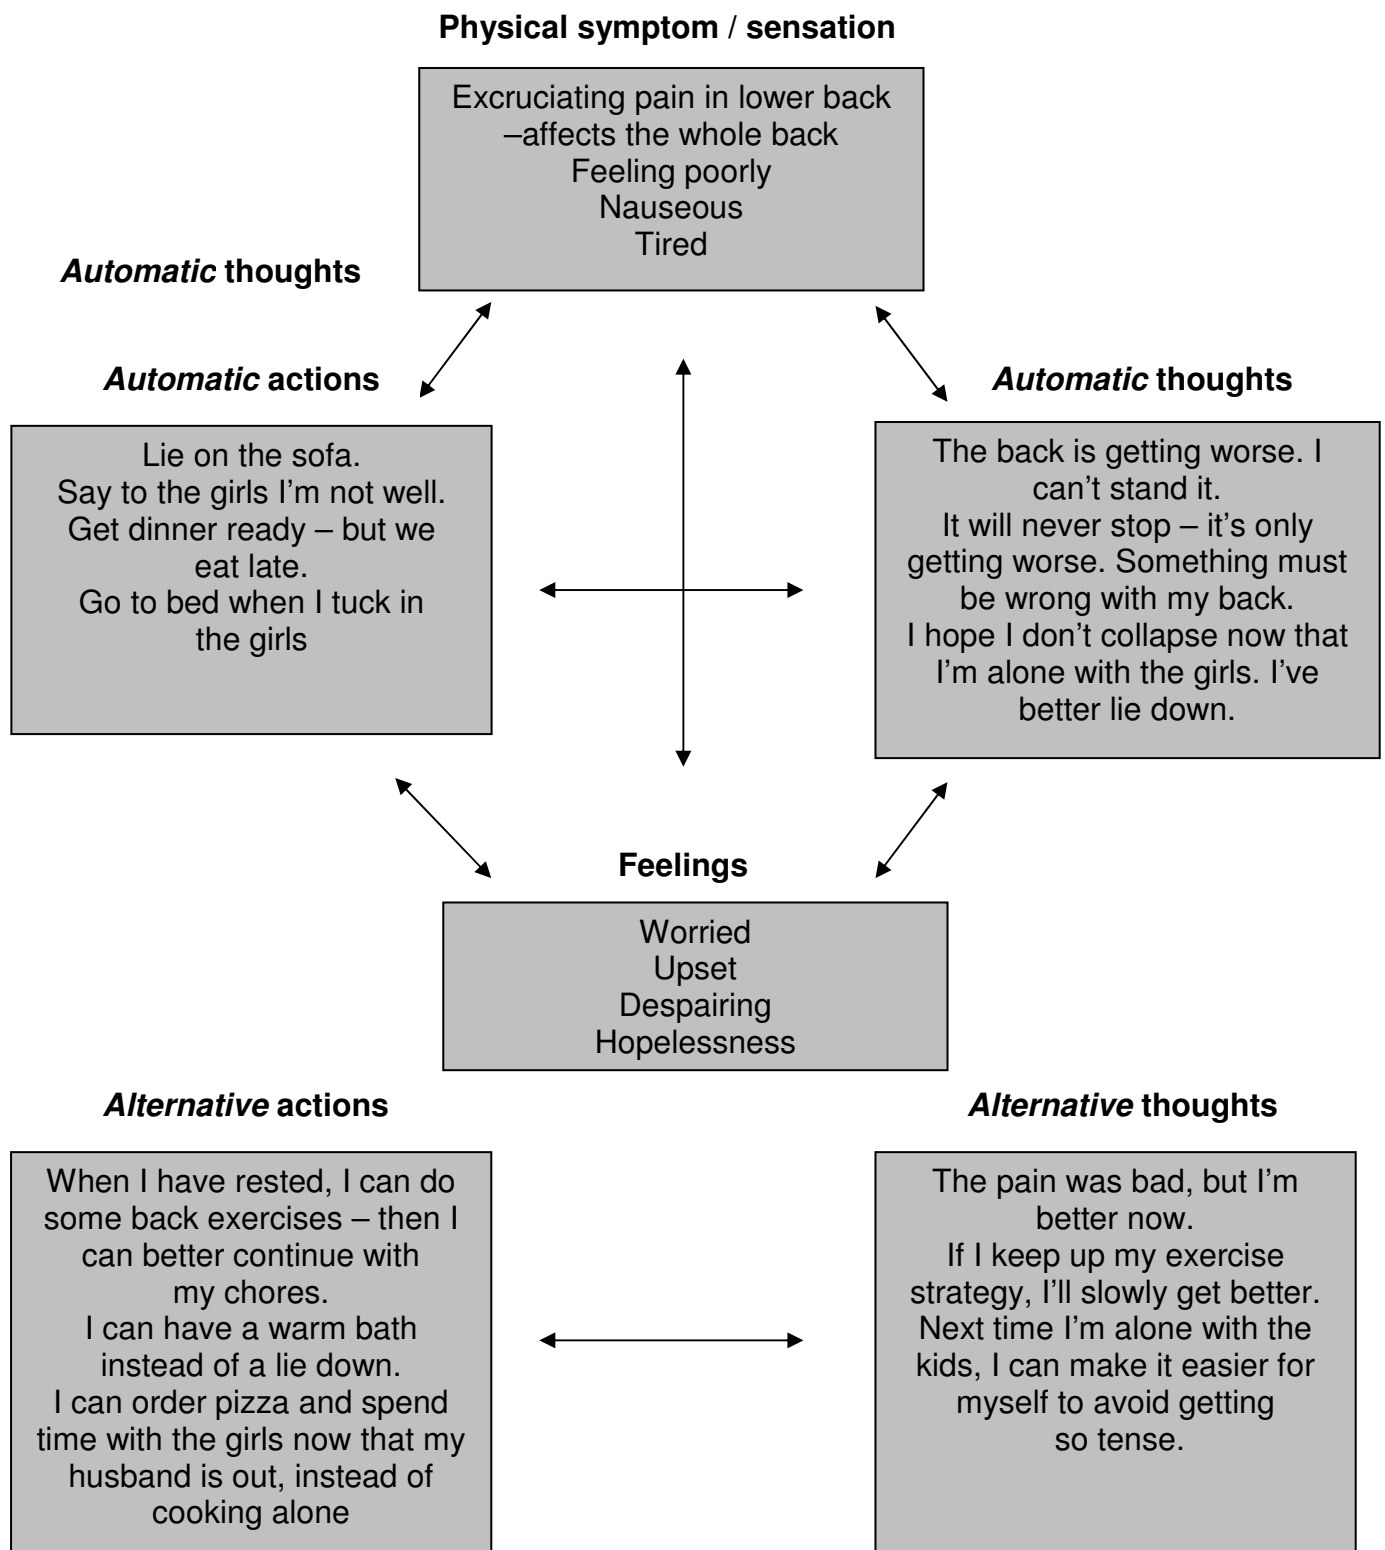 Physical symptom / sensation
Excruciating pain in lower back
–affects the whole back
Feeling poorly
Nauseous
Tired
Automatic thoughts
Automatic actions
Lie on the sofa.
Say to the girls I'm not well.
Get dinner ready – but we
eat late.
Go to bed when I tuck in
the girls
Automatic thoughts
The back is getting worse. I
can't stand it.
It will never stop – it's only
getting worse. Something must
be wrong with my back.
I hope I don't collapse now that
I'm alone with the girls. I've
better lie down.
Feelings
Worried
Upset
Despairing
Hopelessness
Alternative actions
When I have rested, I can do
some back exercises – then I
can better continue with
my chores.
I can have a warm bath
instead of a lie down.
I can order pizza and spend
time with the girls now that my
husband is out, instead of
cooking alone
Alternative thoughts
The pain was bad, but I'm
better now.
If I keep up my exercise
strategy, I'll slowly get better.
Next time I'm alone with the
kids, I can make it easier for
myself to avoid getting
so tense.